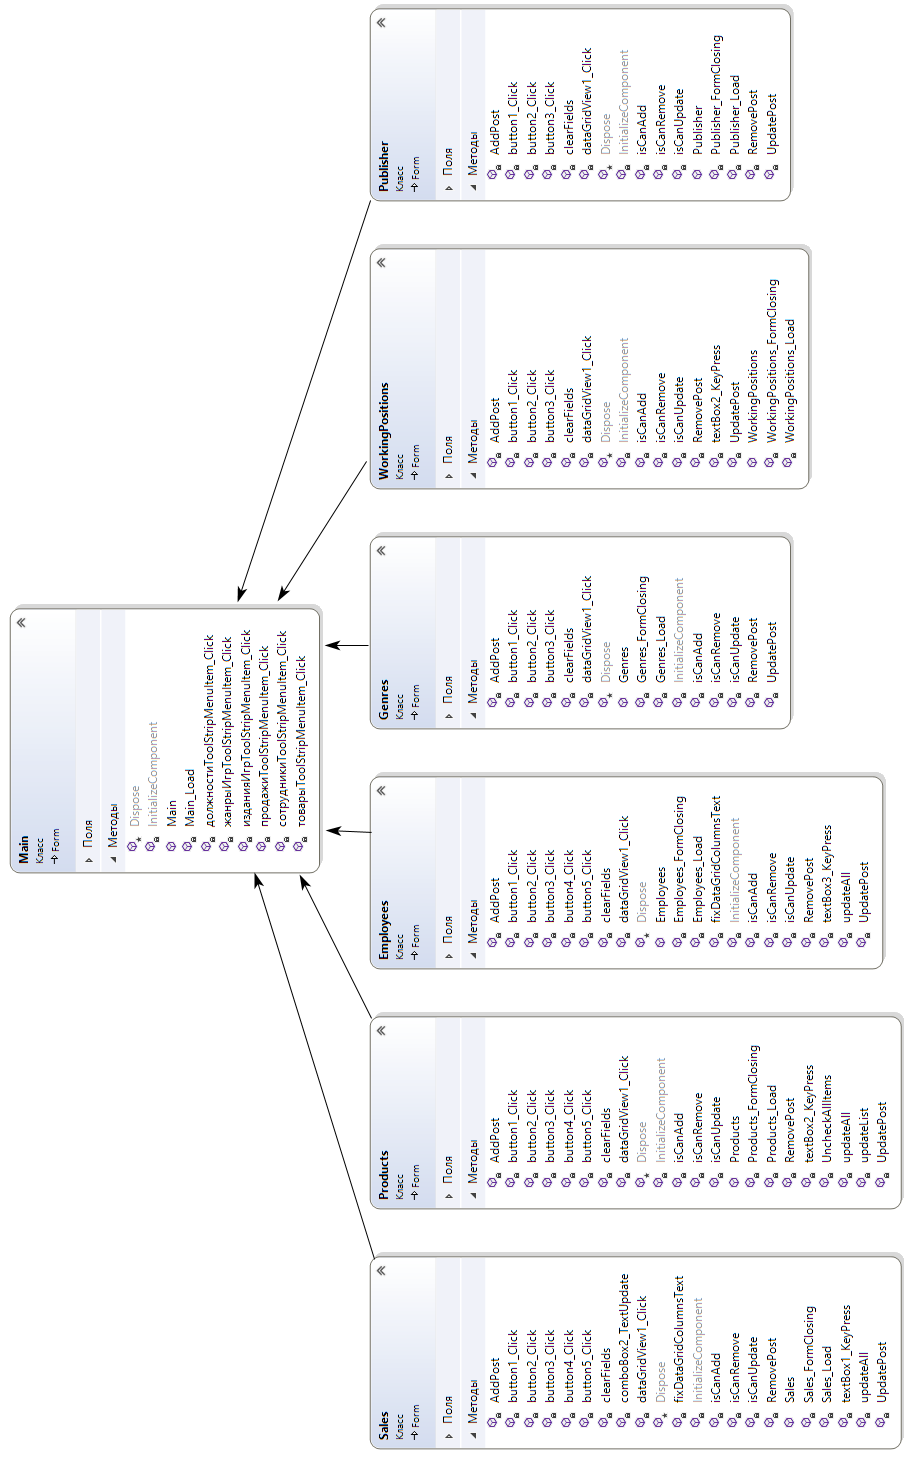 Main
Класс
Form
Поля
Методы
Dispose
InitializeComponent
Main
Main_Load
должностиToolStripMenuItem_Click
жанрыИгрToolStripMenuItem_Click
изданияИгрToolStripMenuItem_Click
продажиToolStripMenuItem_Click
сотрудникиToolStripMenuItem_Click
товарыToolStripMenuItem_Click
Sales
Класс
Form
Поля
Методы
AddPost
button1_Click
button2_Click
button3_Click
button4_Click
button5_Click
clearFields
comboBox2_TextUpdate
dataGridView1_Click
Dispose
fixDataGridColumnsText
InitializeComponent
isCanAdd
isCanRemove
isCanUpdate
RemovePost
Sales
Sales_FormClosing
Sales_Load
textBox1_KeyPress
updateAll
UpdatePost
Products
Класс
Form
Поля
Методы
AddPost
button1_Click
button2_Click
button3_Click
button4_Click
button5_Click
clearFields
dataGridView1_Click
Dispose
InitializeComponent
isCanAdd
isCanRemove
isCanUpdate
Products
Products_FormClosing
Products_Load
RemovePost
textBox2_KeyPress
UncheckAllItems
updateAll
updateList
UpdatePost
Employees
Класс
Form
Поля
Методы
AddPost
button1_Click
button2_Click
button3_Click
button4_Click
button5_Click
clearFields
dataGridView1_Click
Dispose
Employees
Employees_FormClosing
Employees_Load
fixDataGridColumnsText
InitializeComponent
isCanAdd
isCanRemove
isCanUpdate
RemovePost
textBox3_KeyPress
updateAll
UpdatePost
Genres
Класс
Form
Поля
Методы
AddPost
button1_Click
button2_Click
button3_Click
clearFields
dataGridView1_Click
Dispose
Genres
Genres_FormClosing
Genres_Load
InitializeComponent
isCanAdd
isCanRemove
isCanUpdate
RemovePost
UpdatePost
WorkingPositions
Класс
Form
Поля
Методы
AddPost
button1_Click
button2_Click
button3_Click
clearFields
dataGridView1_Click
Dispose
InitializeComponent
isCanAdd
isCanRemove
isCanUpdate
RemovePost
textBox2_KeyPress
UpdatePost
WorkingPositions
WorkingPositions_FormClosing
WorkingPositions_Load
Publisher
Класс
Form
Поля
Методы
AddPost
button1_Click
button2_Click
button3_Click
clearFields
dataGridView1_Click
Dispose
InitializeComponent
isCanAdd
isCanRemove
isCanUpdate
Publisher
Publisher_FormClosing
Publisher_Load
RemovePost
UpdatePost